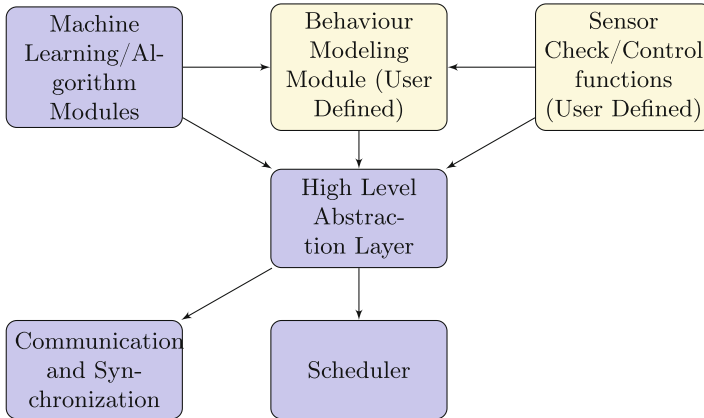 Machine
Learning/Al-
gorithm
Modules
Behaviour
Modeling
Module (User
Defined)
Sensor
Check/Control
functions
(User Defined)
High Level
Abstrac-
tion Layer
Communication
and Syn-
chronization
Scheduler